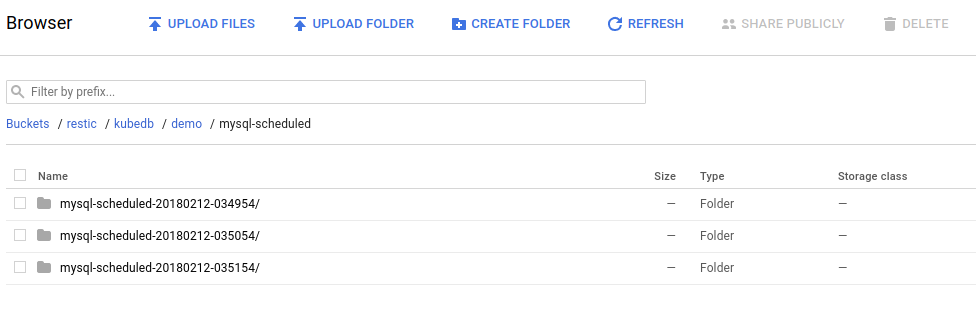 Browser UPLOAD FILES UPLOAD FOLDER CREATE FOLDER REFRESH SHARE PUBLICLY DELETE
Filter by prefix...
Buckets / restic / kubedb / demo / mysql-scheduled
Name Size Type Storage class
mysql-scheduled-20180212-034954/ — Folder —
mysql-scheduled-20180212-035054/ — Folder —
mysql-scheduled-20180212-035154/ — Folder —